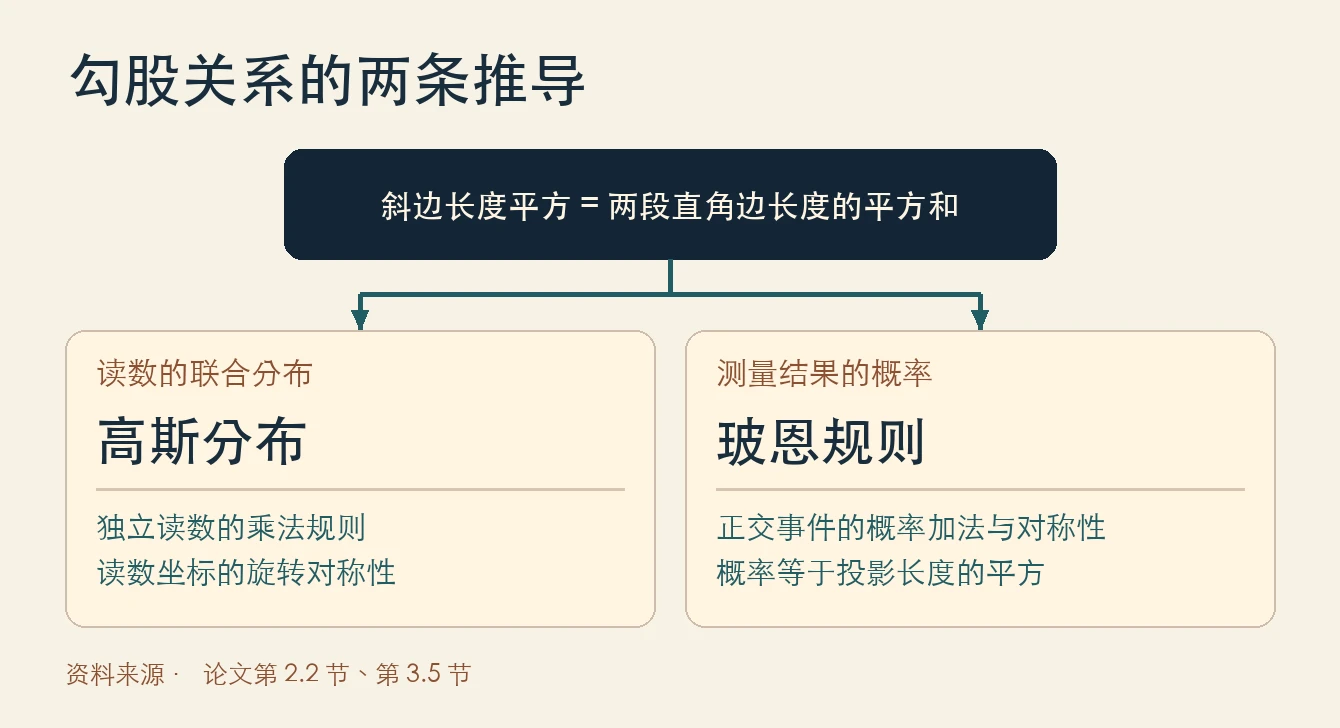 勾股关系的两条推导
斜边长度平方 = 两段直角边长度的平方和
读数的联合分布
高斯分布
独立读数的乘法规则
读数坐标的旋转对称性
测量结果的概率
玻恩规则
正交事件的概率加法与对称性
概率等于投影长度的平方
资料来源 · 论文第 2.2 节、第 3.5 节